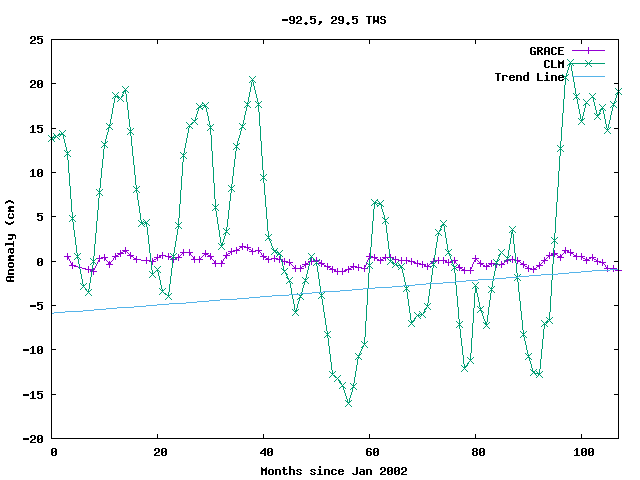 -92.5, 29.5 TWS
GRACE
CLM
Trend Line
25
20
15
10
5
0
-5
-10
-15
-20
Anomaly (cm)
0 20 40 60 80 100
Months since Jan 2002